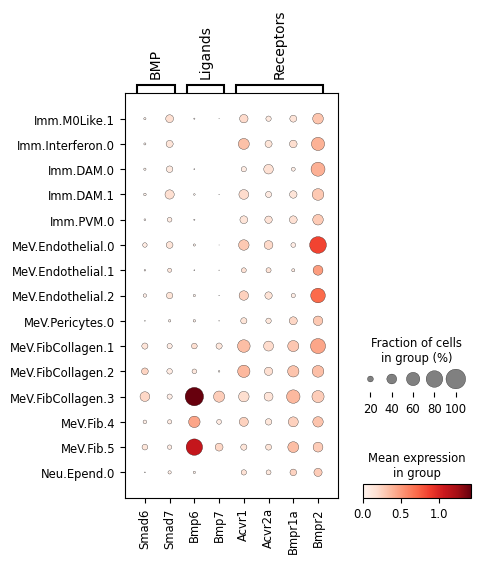 BMP
Ligands
Receptors
Imm.M0Like.1
Imm.Interferon.0
Imm.DAM.0
Imm.DAM.1
Imm.PVM.0
MeV.Endothelial.0
MeV.Endothelial.1
MeV.Endothelial.2
MeV.Pericytes.0
MeV.FibCollagen.1
MeV.FibCollagen.2
MeV.FibCollagen.3
MeV.Fib.4
MeV.Fib.5
Neu.Epend.0
Smad6
Smad7
Bmp6
Bmp7
Acvr1
Acvr2a
Bmpr1a
Bmpr2
Fraction of cells
in group (%)
20 40 60 80 100
Mean expression
in group
0.0 0.5 1.0